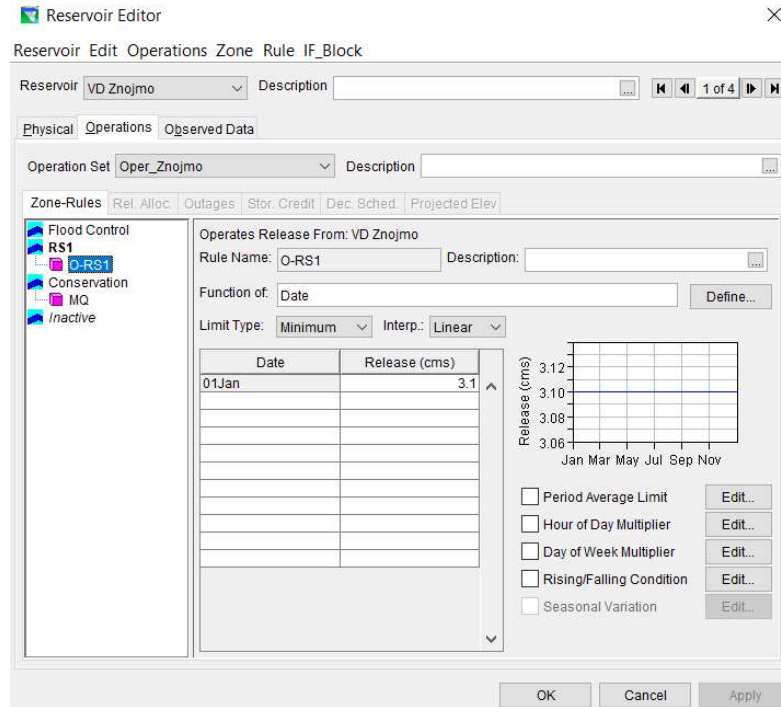 Reservoir Editor
Reservoir Edit Operations Zone Rule IF_Block
Reservoir VD Znojmo Description ... 1 of 4
Physical Operations Observed Data
Operation Set Oper_Znojmo Description ...
Zone-Rules Rel. Alloc. Outages Stor. Credit Dec. Sched. Projected Elev
Flood Control
RS1
O-RS1
Conservation
MQ
Inactive
Operates Release From: VD Znojmo
Rule Name: O-RS1 Description: ...
Function of: Date Define...
Limit Type: Minimum Interp.: Linear
Date Release (cms)
01Jan 3.1
Release (cms)
3.12
3.10
3.08
3.06
Jan Mar May Jul Sep Nov
Period Average Limit Edit...
Hour of Day Multiplier Edit...
Day of Week Multiplier Edit...
Rising/Falling Condition Edit...
Seasonal Variation Edit...
OK Cancel Apply